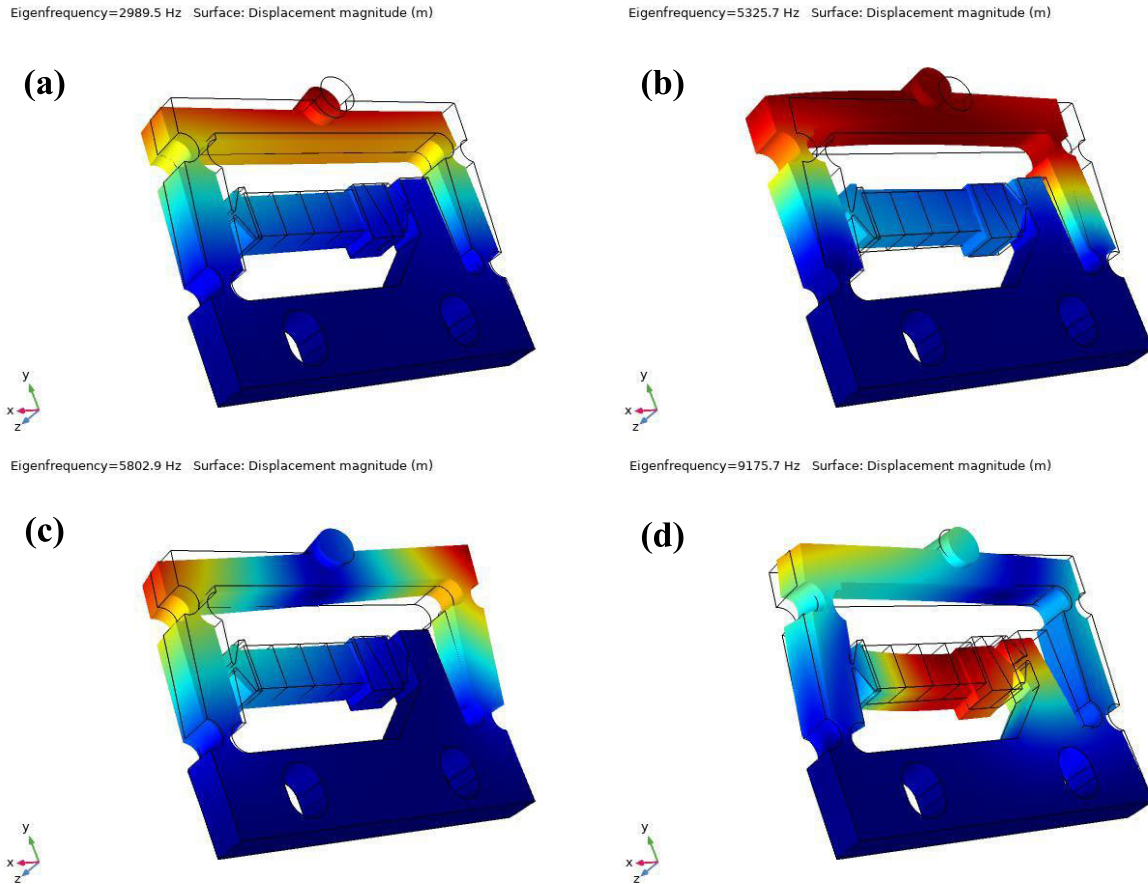 Eigenfrequency=2989.5 Hz   Surface: Displacement magnitude (m)
Eigenfrequency=5325.7 Hz   Surface: Displacement magnitude (m)
(a)
(b)
y
x
z
y
x
z
Eigenfrequency=5802.9 Hz   Surface: Displacement magnitude (m)
Eigenfrequency=9175.7 Hz   Surface: Displacement magnitude (m)
(c)
(d)
y
x
z
y
x
z